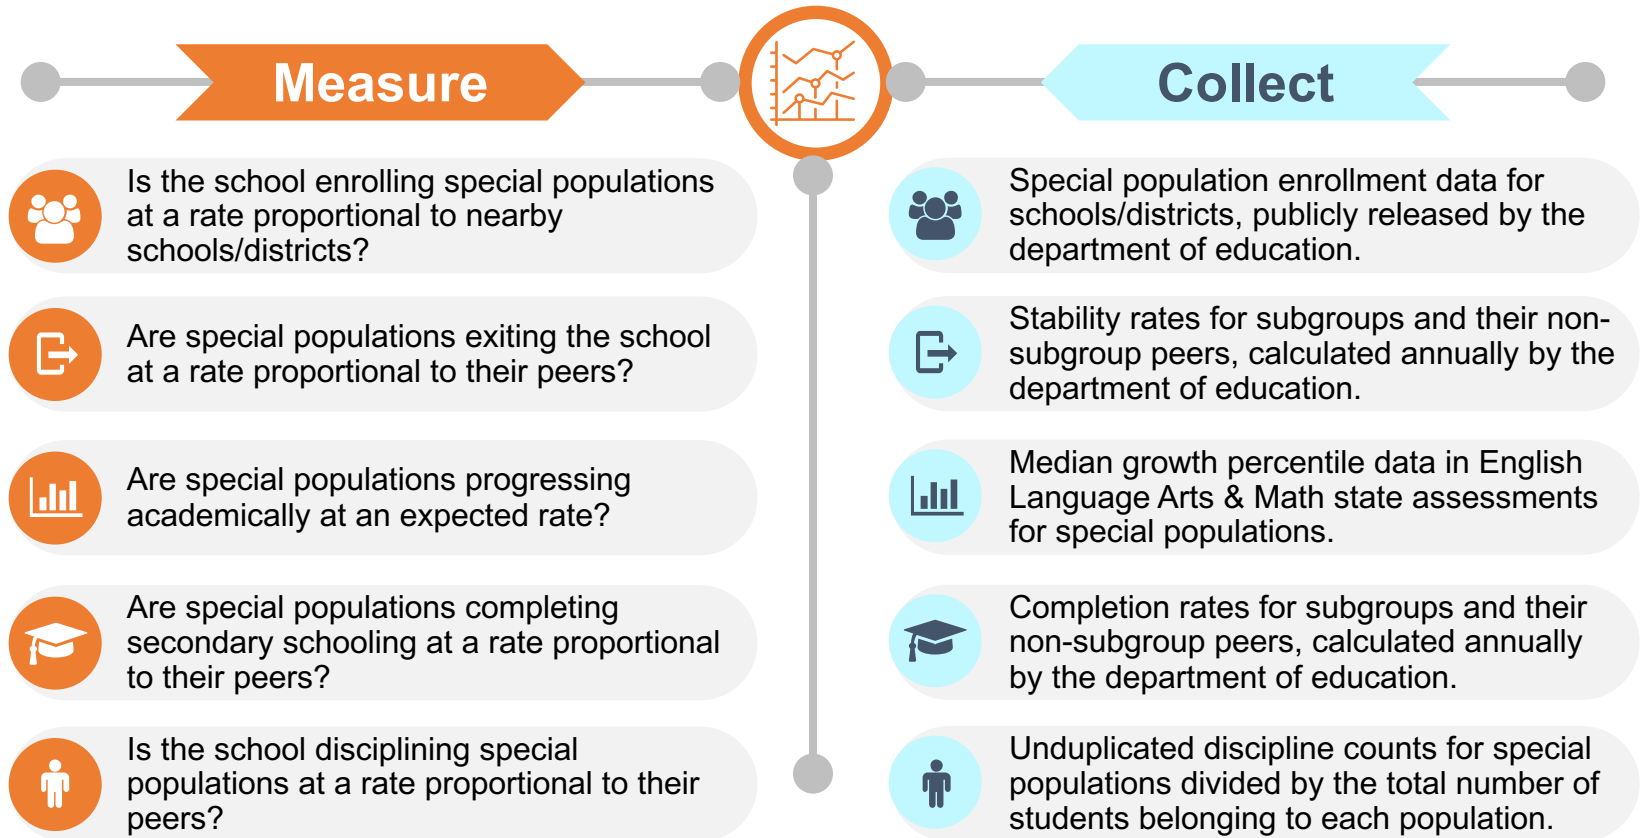 Measure
Is the school enrolling special populations
at a rate proportional to nearby
schools/districts?
Are special populations exiting the school
at a rate proportional to their peers?
Are special populations progressing
academically at an expected rate?
Are special populations completing
secondary schooling at a rate proportional
to their peers?
Is the school disciplining special
populations at a rate proportional to their
peers?
Collect
Special population enrollment data for
schools/districts, publicly released by the
department of education.
Stability rates for subgroups and their non-
subgroup peers, calculated annually by the
department of education.
Median growth percentile data in English
Language Arts & Math state assessments
for special populations.
Completion rates for subgroups and their
non-subgroup peers, calculated annually
by the department of education.
Unduplicated discipline counts for special
populations divided by the total number of
students belonging to each population.